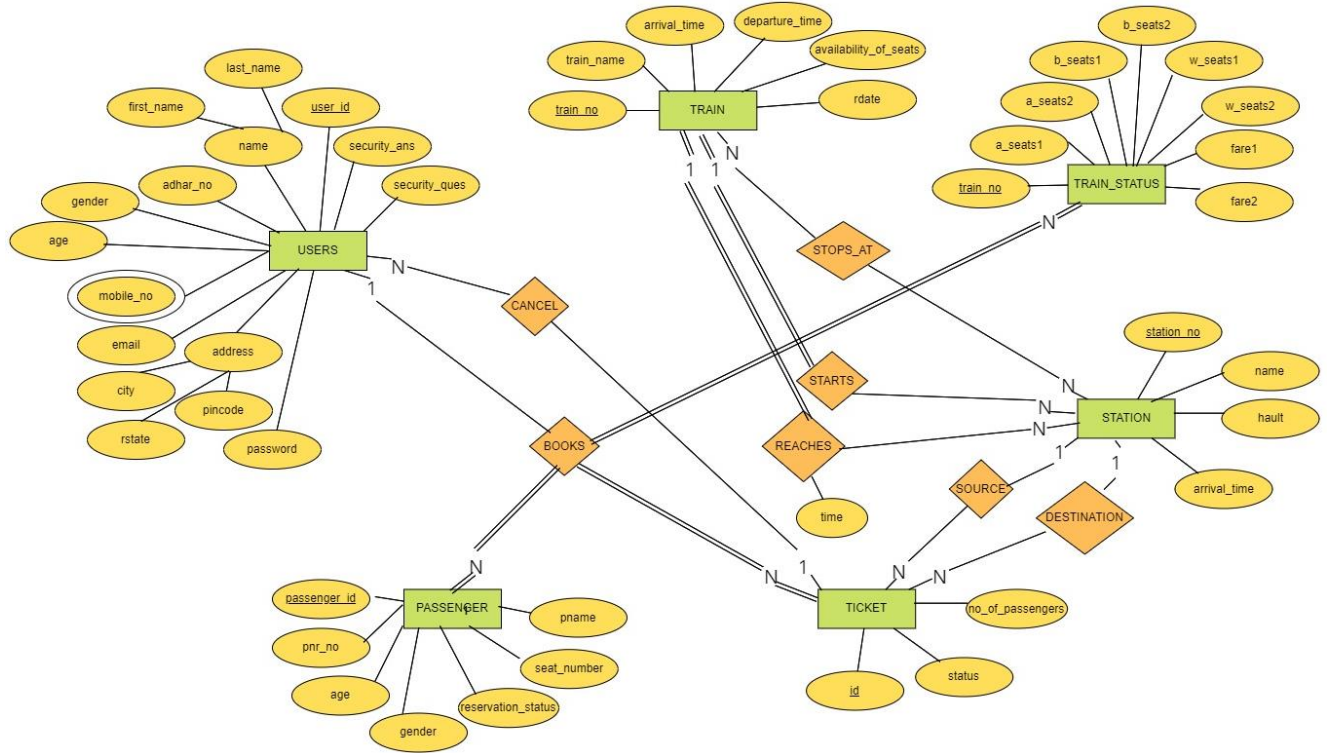 b_seats2
arrival_time
departure_time
availability_of_seats
train_name
b_seats1
w_seats1
last_name
a_seats2
w_seats2
first_name
user_id
train_no
TRAIN
rdate
name
security_ans
a_seats1
fare1
adhar_no
security_ques
train_no
TRAIN_STATUS
fare2
gender
age
USERS
1
1
N
N
STOPS_AT
mobile_no
1
N
CANCEL
email
address
station_no
city
pincode
rstate
password
STARTS
N
N
name
STATION
hault
BOOKS
REACHES
N
1
1
SOURCE
arrival_time
time
DESTINATION
N
N
1
N
N
passenger_id
PASSENGER
1
pname
TICKET
no_of_passengers
pnr_no
seat_number
status
age
reservation_status
id
gender